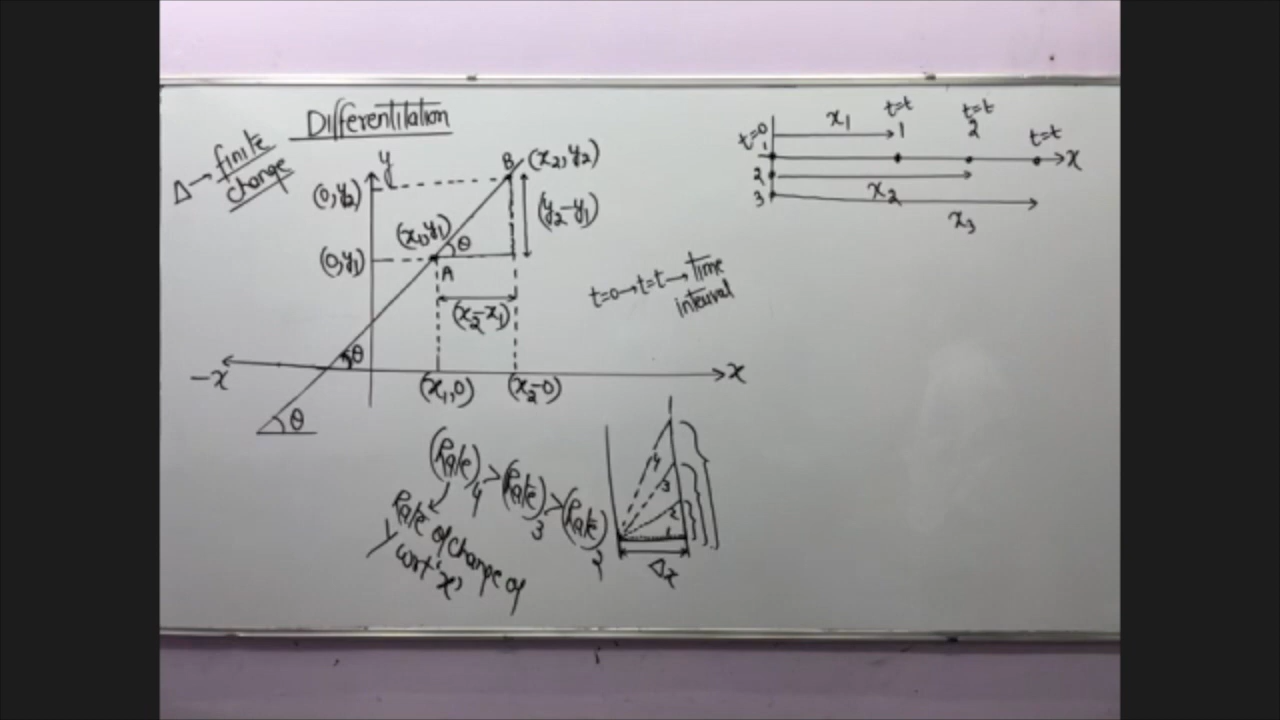 Differentilation
Δ → finite
change
y
B (x2, y2)
(0, y2)
(y2-y1)
(x1, y1)
θ
(0, y1)
A
(x2-x1)
θ
-x
x
(x1, 0)
(x2-0)
θ
t=0→t=t→Time
interval
(Rate)4 > (Rate)3 > (Rate)2
Rate of change of
y wrt 'x'
4
3
2
1
Δx
t=0
x1
t=t
1
t=t
2
t=t
1
x
2
x2
3
x3